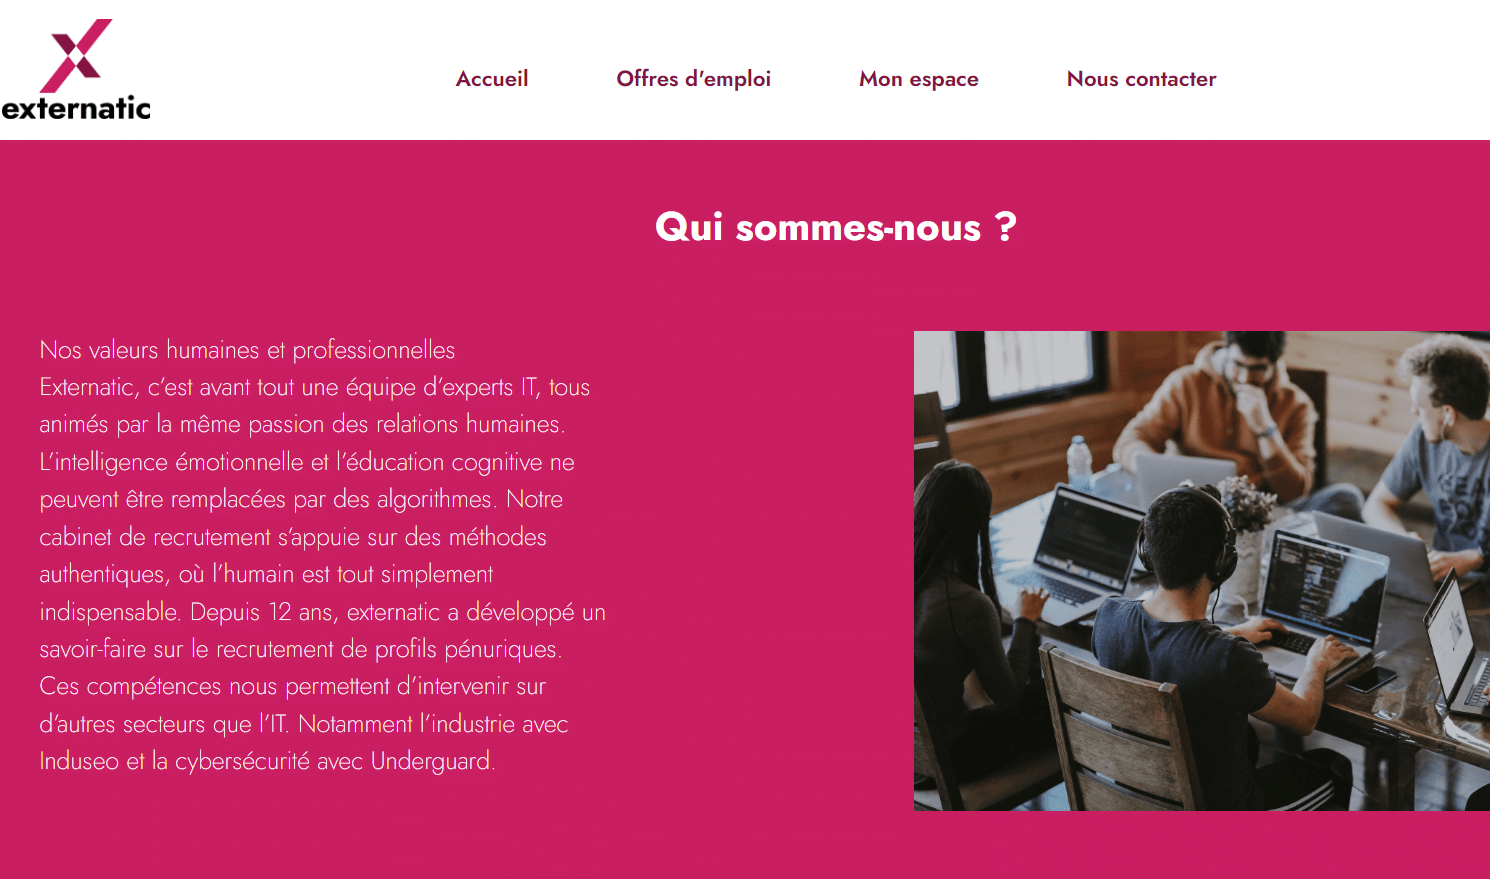 externatic
Accueil
Offres d'emploi
Mon espace
Nous contacter
Qui sommes-nous ?
Nos valeurs humaines et professionnelles
Externatic, c’est avant tout une équipe d’experts IT, tous
animés par la même passion des relations humaines.
L’intelligence émotionnelle et l’éducation cognitive ne
peuvent être remplacées par des algorithmes. Notre
cabinet de recrutement s’appuie sur des méthodes
authentiques, où l’humain est tout simplement
indispensable. Depuis 12 ans, externatic a développé un
savoir-faire sur le recrutement de profils pénuriques.
Ces compétences nous permettent d’intervenir sur
d’autres secteurs que l’IT. Notamment l’industrie avec
Induseo et la cybersécurité avec Underguard.